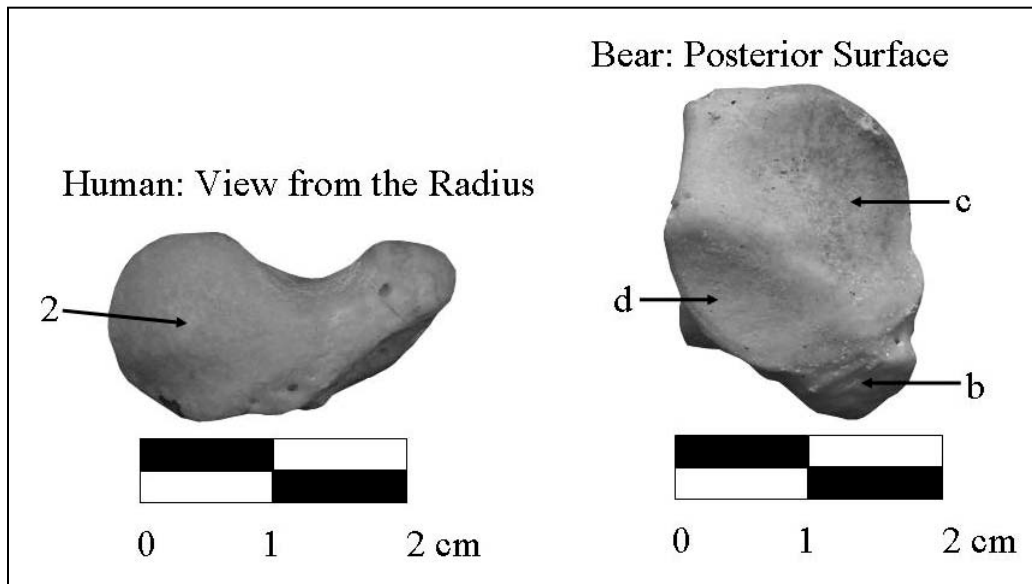 Bear: Posterior Surface
Human: View from the Radius
c
2
d
b
0 1 2 cm
0 1 2 cm